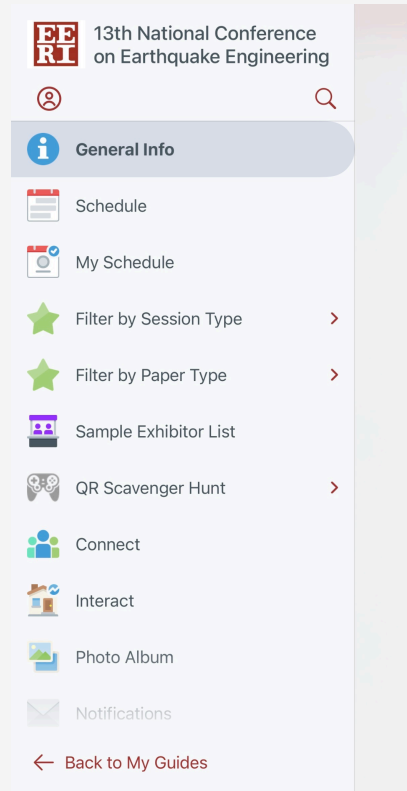 EE
RI
13th National Conference
on Earthquake Engineering
General Info
Schedule
My Schedule
Filter by Session Type
Filter by Paper Type
Sample Exhibitor List
QR Scavenger Hunt
Connect
Interact
Photo Album
Notifications
Back to My Guides